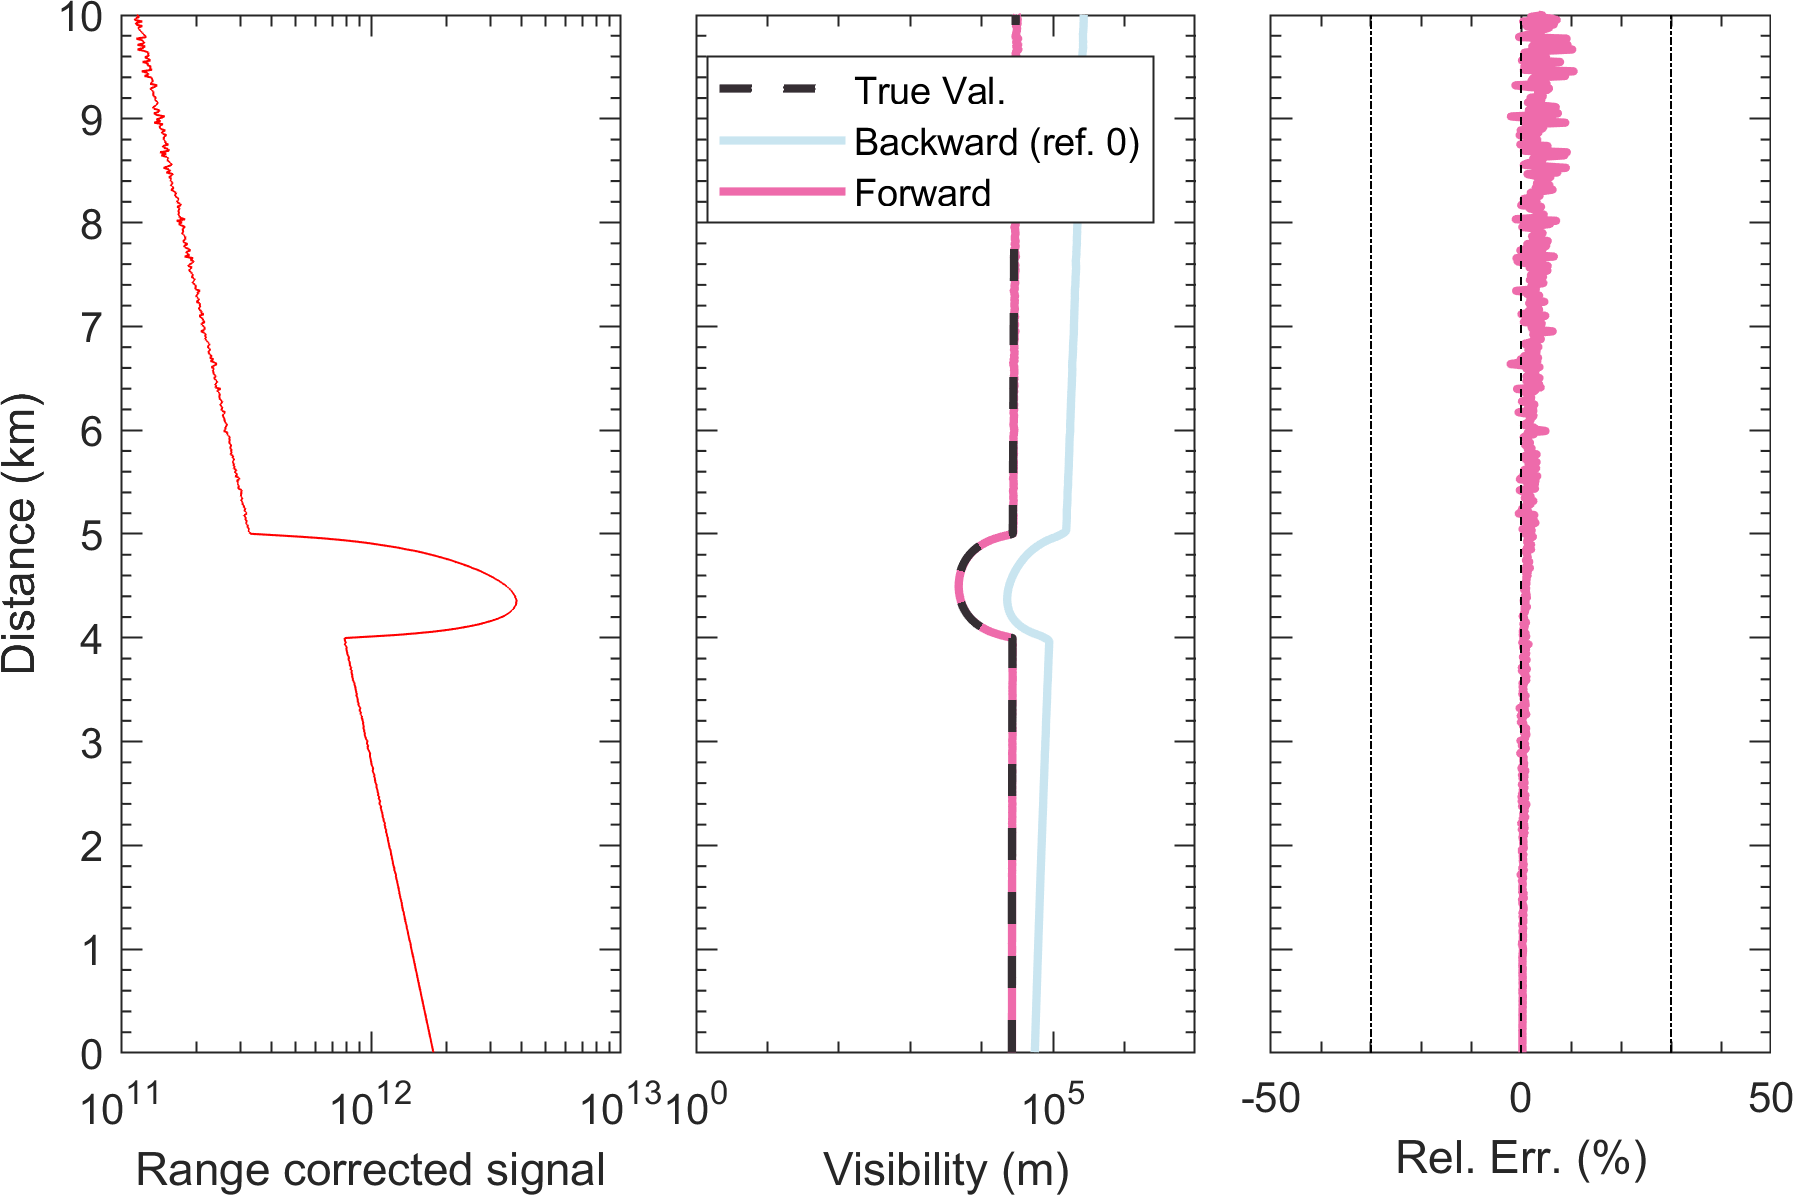 10
9
8
7
6
5
4
3
2
1
0
Distance (km)
10^11 10^12 10^13
Range corrected signal
True Val.
Backward (ref. 0)
Forward
10^0 10^5
Visibility (m)
-50 0 50
Rel. Err. (%)